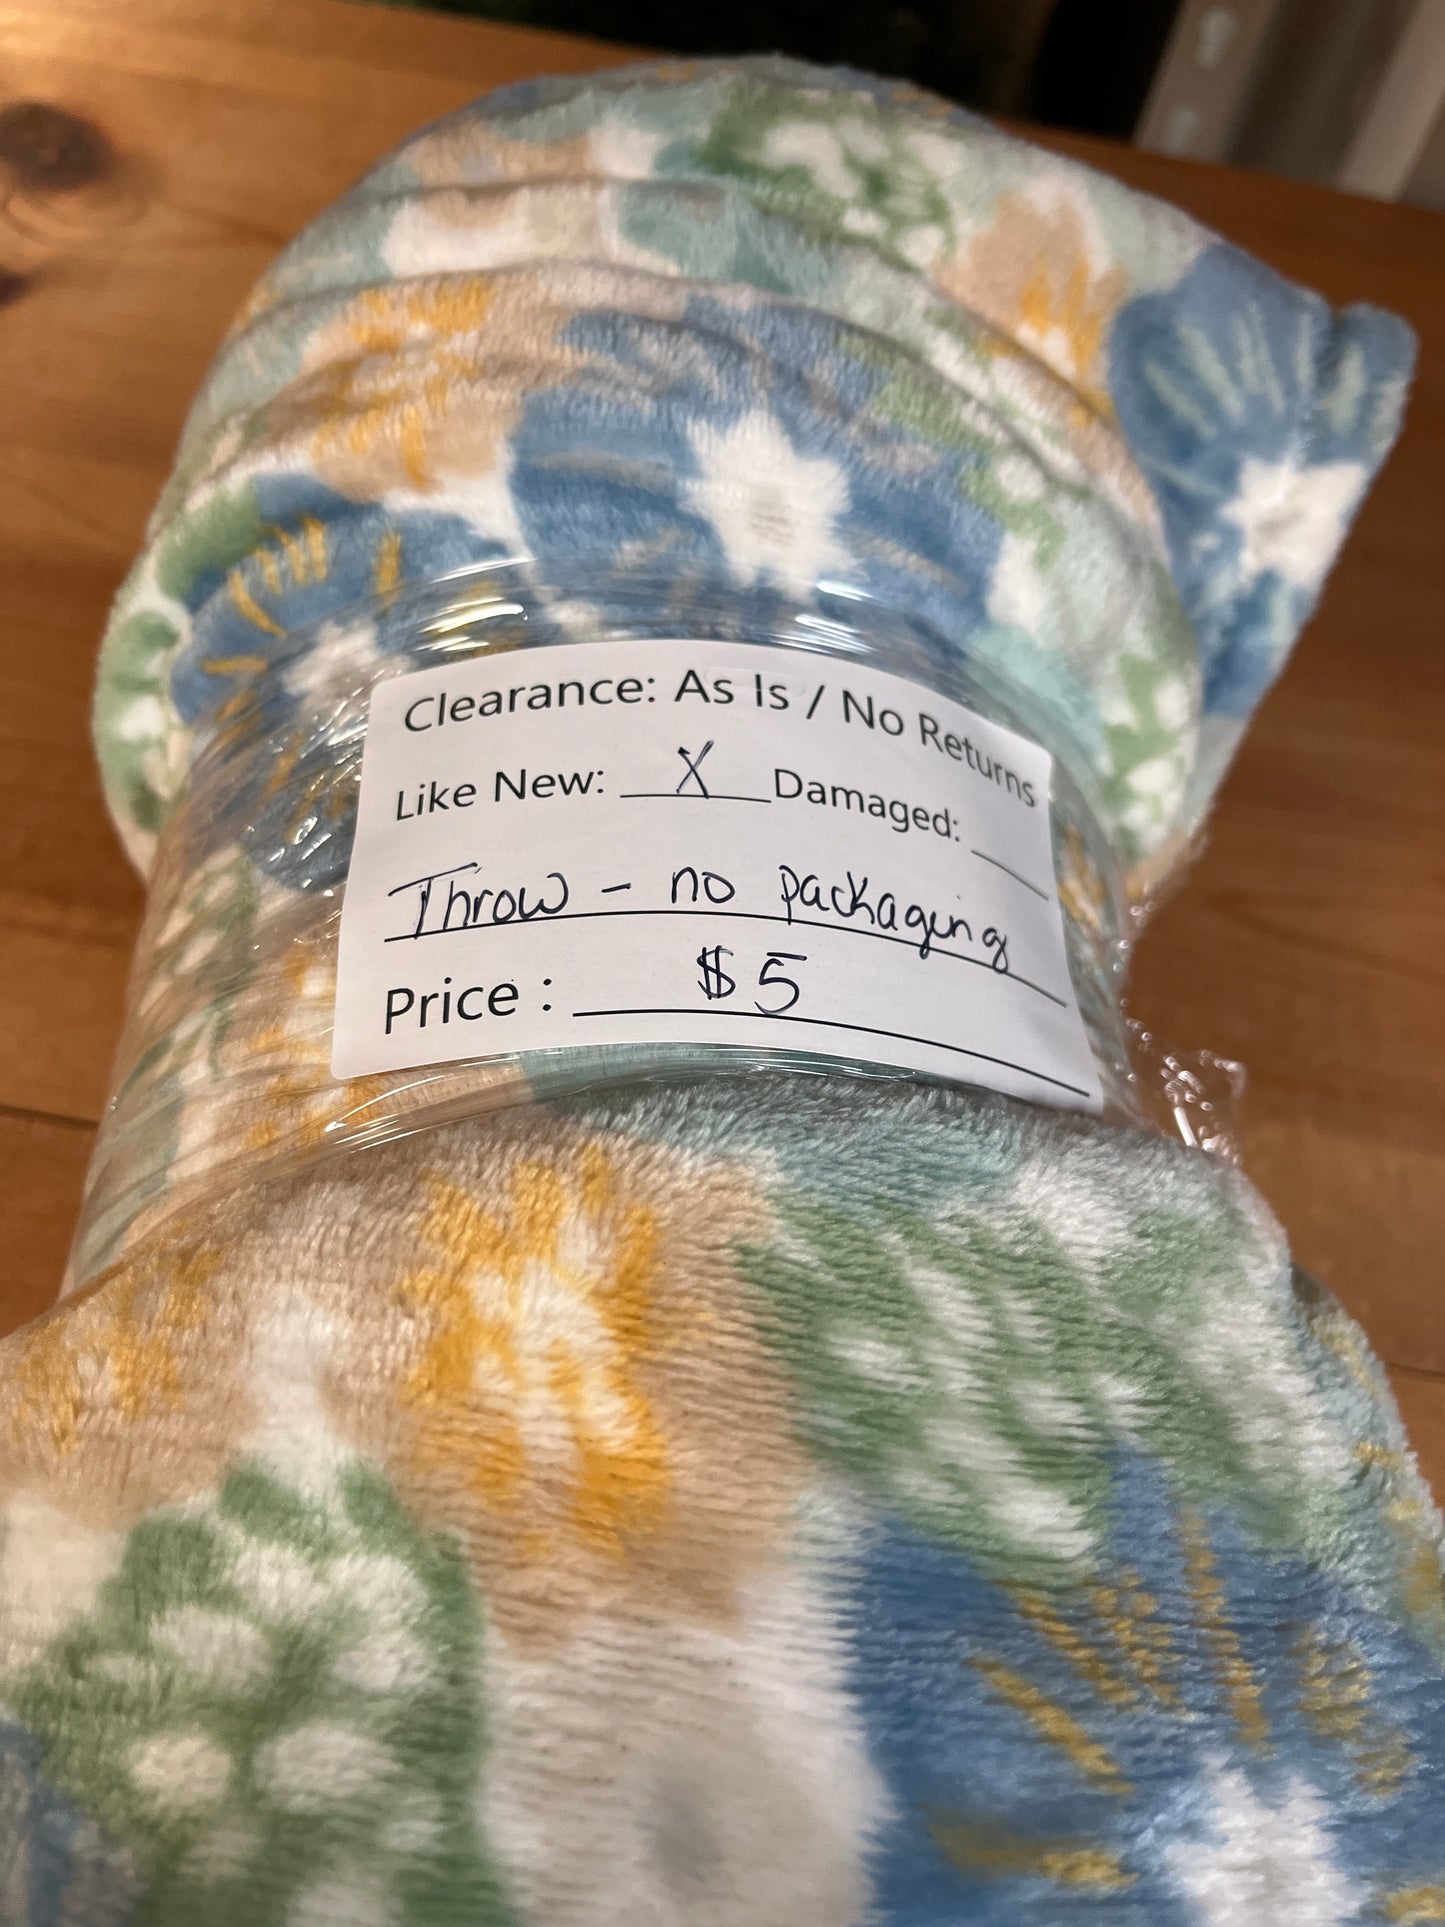 Clearance: As Is / No Returns
Like New: X Damaged:
Throw - no packaging
Price : $5